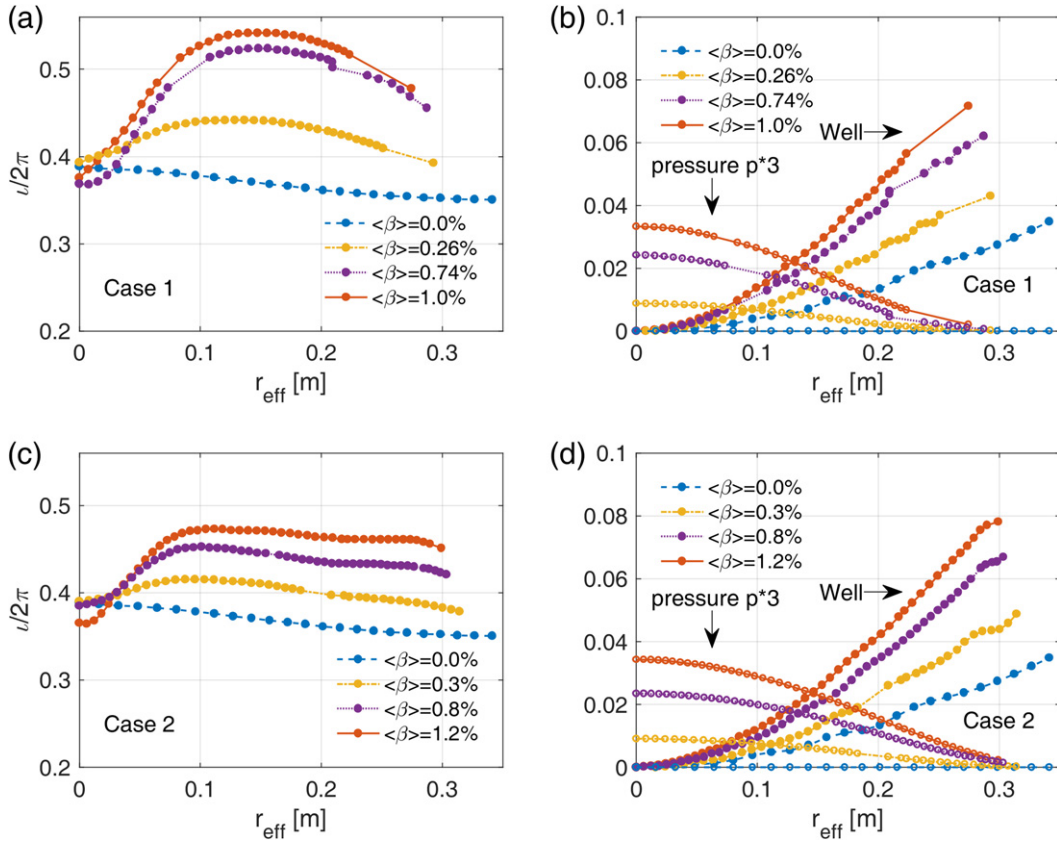 (a)
ι/2π
0.5
0.4
0.3
0.2
<β>=0.0%
<β>=0.26%
<β>=0.74%
<β>=1.0%
Case 1
0 0.1 0.2 0.3
r_eff [m]
(b)
0.1
0.08
0.06
0.04
0.02
0
<β>=0.0%
<β>=0.26%
<β>=0.74%
<β>=1.0%
Well
pressure p*3
Case 1
0 0.1 0.2 0.3
r_eff [m]
(c)
ι/2π
0.5
0.4
0.3
0.2
<β>=0.0%
<β>=0.3%
<β>=0.8%
<β>=1.2%
Case 2
0 0.1 0.2 0.3
r_eff [m]
(d)
0.1
0.08
0.06
0.04
0.02
0
<β>=0.0%
<β>=0.3%
<β>=0.8%
<β>=1.2%
Well
pressure p*3
Case 2
0 0.1 0.2 0.3
r_eff [m]